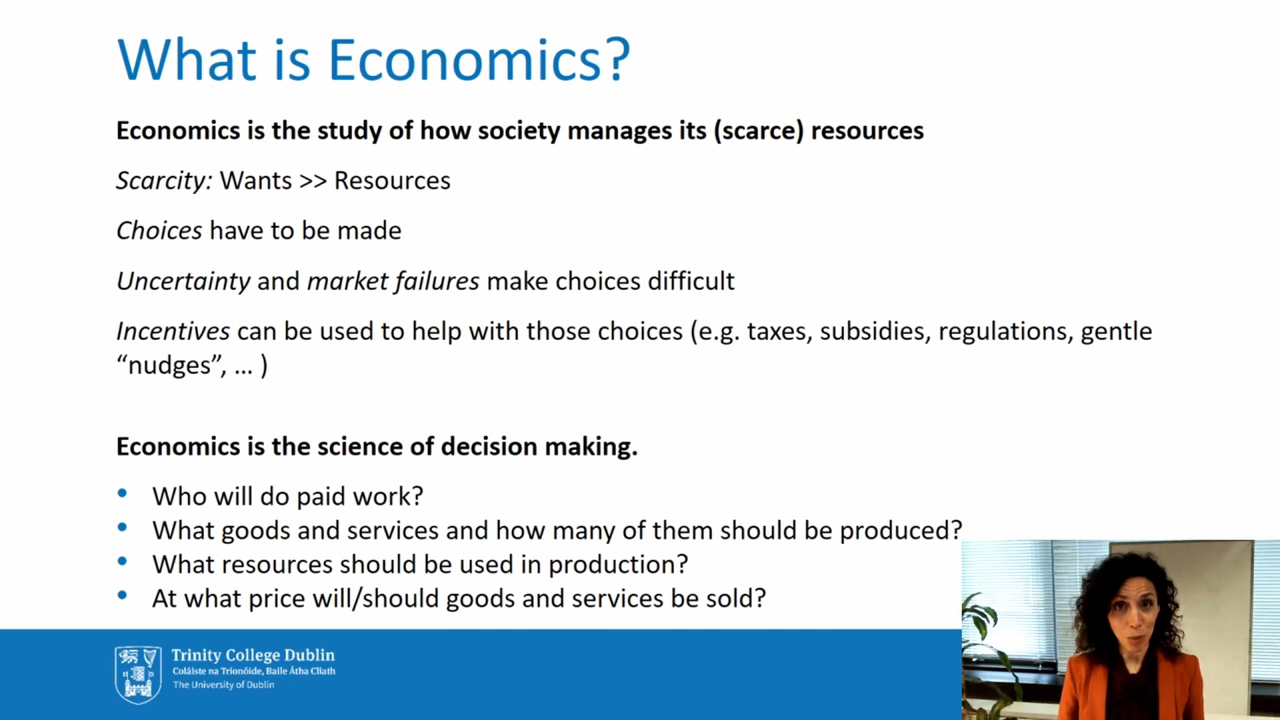 What is Economics?
Economics is the study of how society manages its (scarce) resources
Scarcity: Wants >> Resources
Choices have to be made
Uncertainty and market failures make choices difficult
Incentives can be used to help with those choices (e.g. taxes, subsidies, regulations, gentle
“nudges”, … )
Economics is the science of decision making.
• Who will do paid work?
• What goods and services and how many of them should be produced?
• What resources should be used in production?
• At what price will/should goods and services be sold?
Trinity College Dublin
Coláiste na Tríonóide, Baile Átha Cliath
The University of Dublin